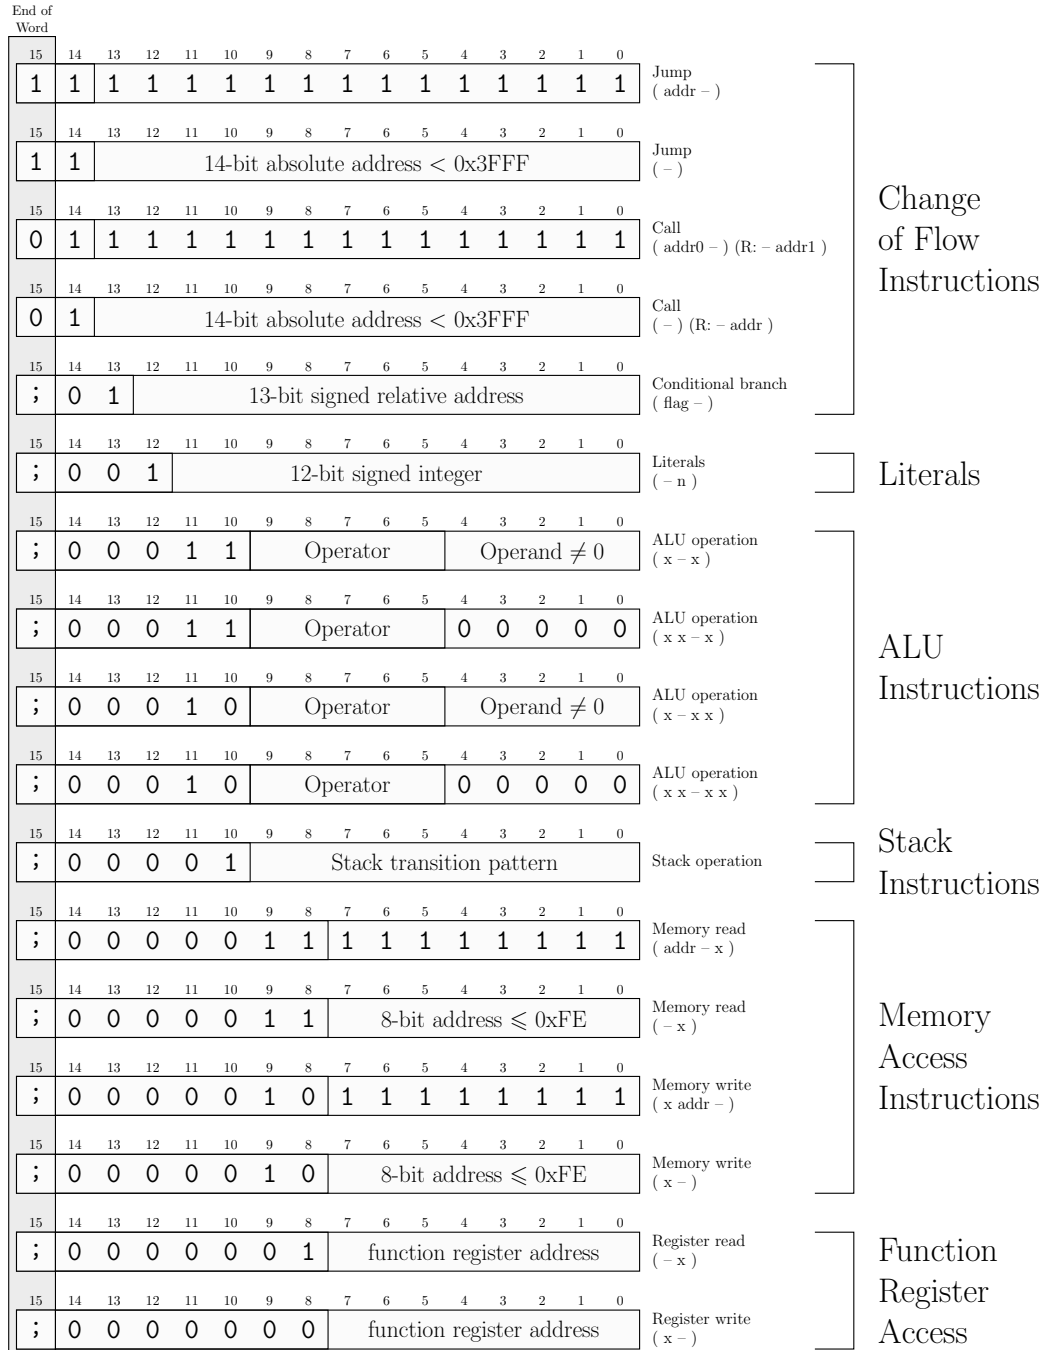 End of
Word
15 14 13 12 11 10 9 8 7 6 5 4 3 2 1 0
1 1 1 1 1 1 1 1 1 1 1 1 1 1 1 1
Jump
( addr – )
15 14 13 12 11 10 9 8 7 6 5 4 3 2 1 0
1 1 14-bit absolute address < 0x3FFF
Jump
( – )
15 14 13 12 11 10 9 8 7 6 5 4 3 2 1 0
0 1 1 1 1 1 1 1 1 1 1 1 1 1 1 1
Call
( addr0 – ) (R: – addr1 )
15 14 13 12 11 10 9 8 7 6 5 4 3 2 1 0
0 1 14-bit absolute address < 0x3FFF
Call
( – ) (R: – addr )
15 14 13 12 11 10 9 8 7 6 5 4 3 2 1 0
; 0 1 13-bit signed relative address
Conditional branch
( flag – )
Change
of Flow
Instructions
15 14 13 12 11 10 9 8 7 6 5 4 3 2 1 0
; 0 0 1 12-bit signed integer
Literals
( – n )
Literals
15 14 13 12 11 10 9 8 7 6 5 4 3 2 1 0
; 0 0 0 1 1 Operator Operand ≠ 0
ALU operation
( x – x )
15 14 13 12 11 10 9 8 7 6 5 4 3 2 1 0
; 0 0 0 1 1 Operator 0 0 0 0 0
ALU operation
( x x – x )
15 14 13 12 11 10 9 8 7 6 5 4 3 2 1 0
; 0 0 0 1 0 Operator Operand ≠ 0
ALU operation
( x – x x )
15 14 13 12 11 10 9 8 7 6 5 4 3 2 1 0
; 0 0 0 1 0 Operator 0 0 0 0 0
ALU operation
( x x – x x )
ALU
Instructions
15 14 13 12 11 10 9 8 7 6 5 4 3 2 1 0
; 0 0 0 0 1 Stack transition pattern
Stack operation
Stack
Instructions
15 14 13 12 11 10 9 8 7 6 5 4 3 2 1 0
; 0 0 0 0 0 1 1 1 1 1 1 1 1 1 1
Memory read
( addr – x )
15 14 13 12 11 10 9 8 7 6 5 4 3 2 1 0
; 0 0 0 0 0 1 1 8-bit address ⩽ 0xFE
Memory read
( – x )
15 14 13 12 11 10 9 8 7 6 5 4 3 2 1 0
; 0 0 0 0 0 1 0 1 1 1 1 1 1 1 1
Memory write
( x addr – )
15 14 13 12 11 10 9 8 7 6 5 4 3 2 1 0
; 0 0 0 0 0 1 0 8-bit address ⩽ 0xFE
Memory write
( x – )
Memory
Access
Instructions
15 14 13 12 11 10 9 8 7 6 5 4 3 2 1 0
; 0 0 0 0 0 0 1 function register address
Register read
( – x )
15 14 13 12 11 10 9 8 7 6 5 4 3 2 1 0
; 0 0 0 0 0 0 0 function register address
Register write
( x – )
Function
Register
Access